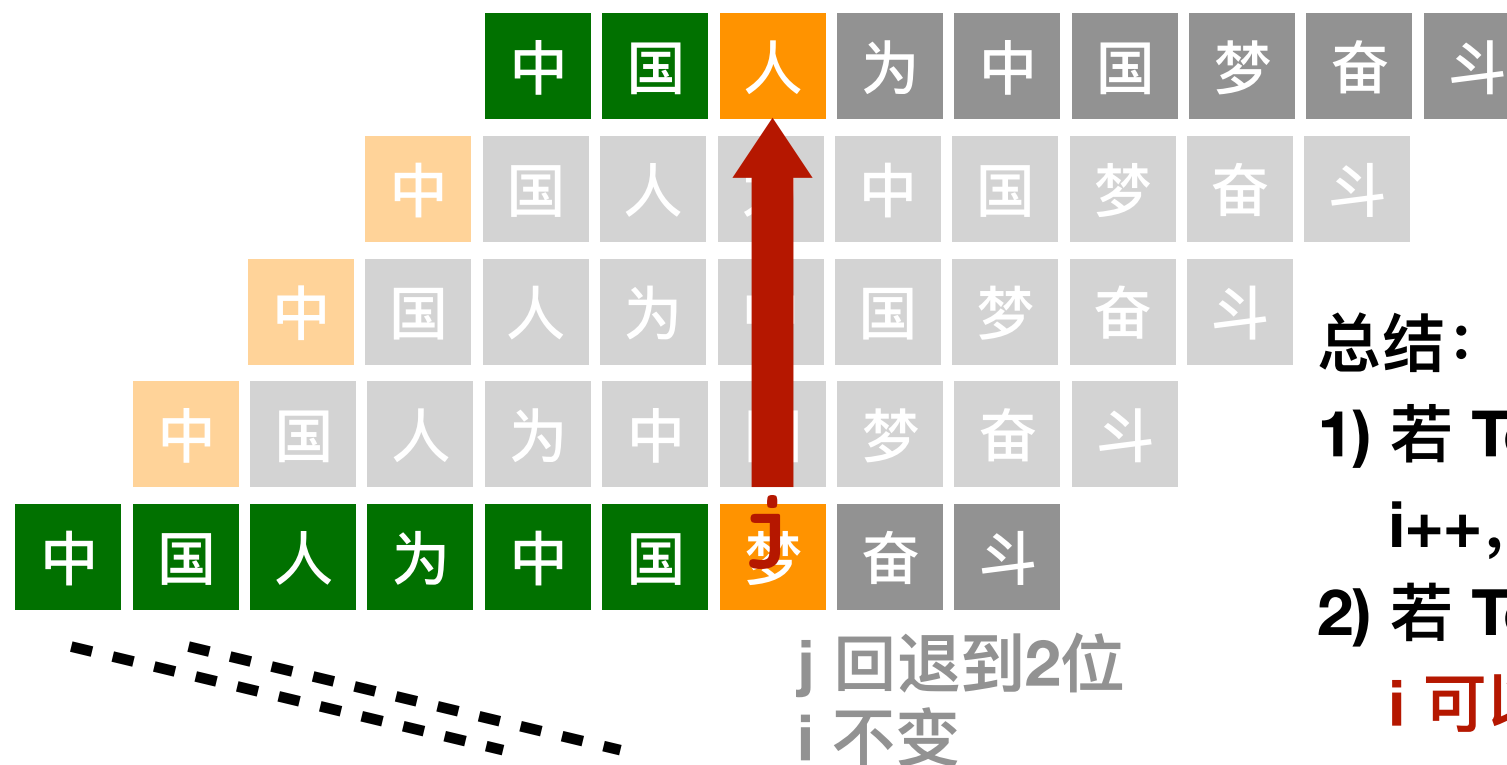 中国人为中国梦奋斗
中国人 中国梦奋斗
中国人为 国梦奋斗
中国人为中 梦奋斗
中国人为中国梦奋斗
j
j 回退到2位
i 不变
总结：
1) 若
i++，
2) 若
i 可